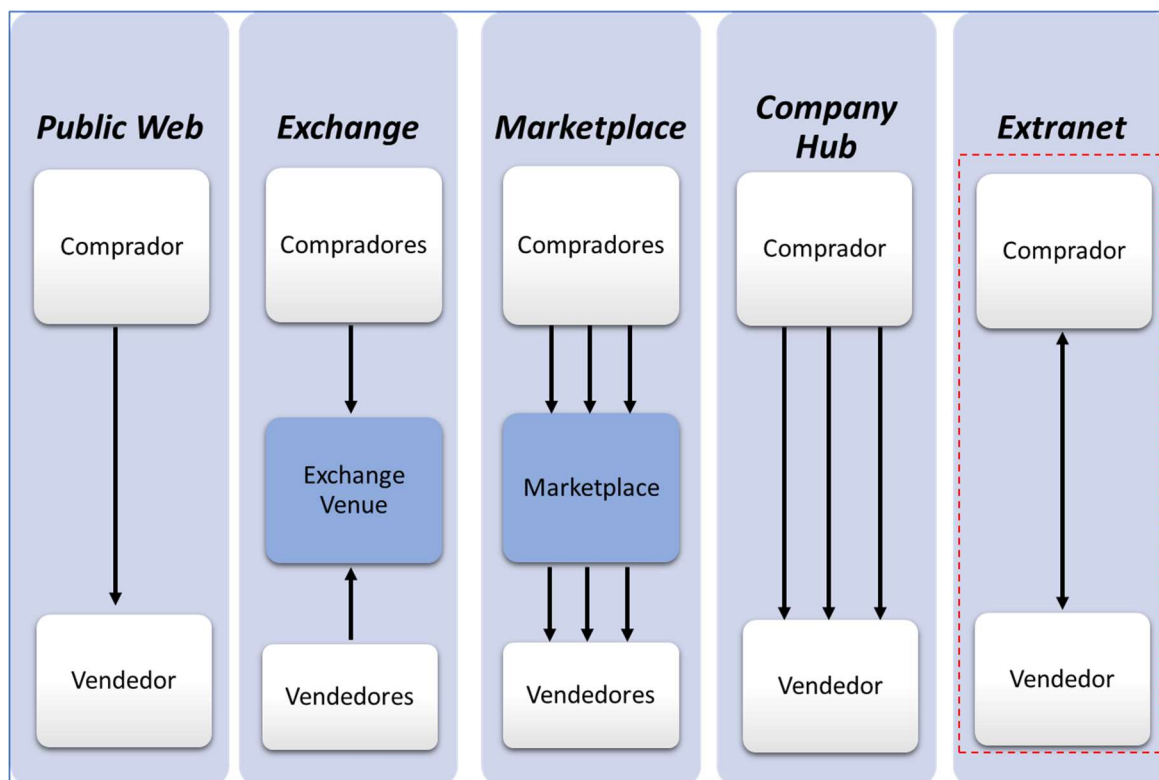 Public Web
Comprador
Vendedor
Exchange
Compradores
Exchange
Venue
Vendedores
Marketplace
Compradores
Marketplace
Vendedores
Company
Hub
Comprador
Vendedor
Extranet
Comprador
Vendedor